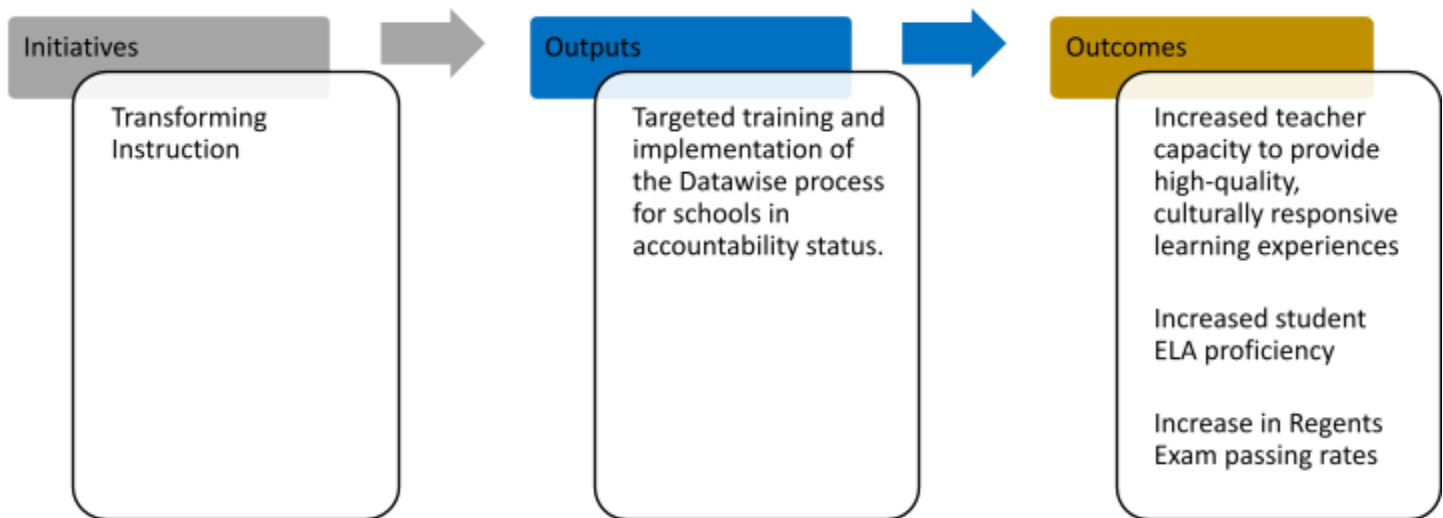 Initiatives
Transforming
Instruction
Outputs
Targeted training and
implementation of
the Datawise process
for schools in
accountability status.
Outcomes
Increased teacher
capacity to provide
high-quality,
culturally responsive
learning experiences
Increased student
ELA proficiency
Increase in Regents
Exam passing rates